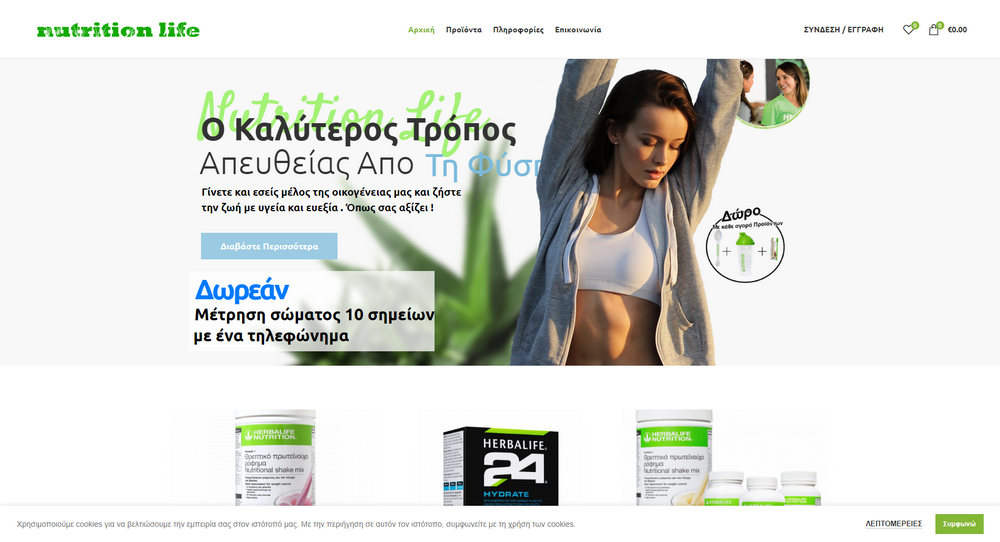 nutrition life
Αρχική Προϊόντα Πληροφορίες Επικοινωνία
ΣΥΝΔΕΣΗ / ΕΓΓΡΑΦΗ 0 0 €0.00
Nutrition Life
Ο Καλύτερος Τρόπος
Απευθείας Απο Τη Φύση
Γίνετε και εσείς μέλος της οικογένειας μας και ζήστε
την ζωή με υγεία και ευεξία . Όπως σας αξίζει !
Διαβάστε Περισσότερα
Δωρεάν
Μέτρηση σώματος 10 σημείων
με ένα τηλεφώνημα
Δώρο
Με κάθε αγορά Προϊόντων
+ +
HERBALIFE
NUTRITION
Θρεπτικό πρωτεϊνούχο
ρόφημα
Nutritional shake mix
HERBALIFE
24
HYDRATE
HERBALIFE
NUTRITION
Θρεπτικό πρωτεϊνούχο
ρόφημα
Nutritional shake mix
Χρησιμοποιούμε cookies για να βελτιώσουμε την εμπειρία σας στον ιστότοπό μας. Με την περιήγηση σε αυτόν τον ιστότοπο, συμφωνείτε με τη χρήση των cookies.
ΛΕΠΤΟΜΕΡΕΙΕΣ
Συμφωνώ